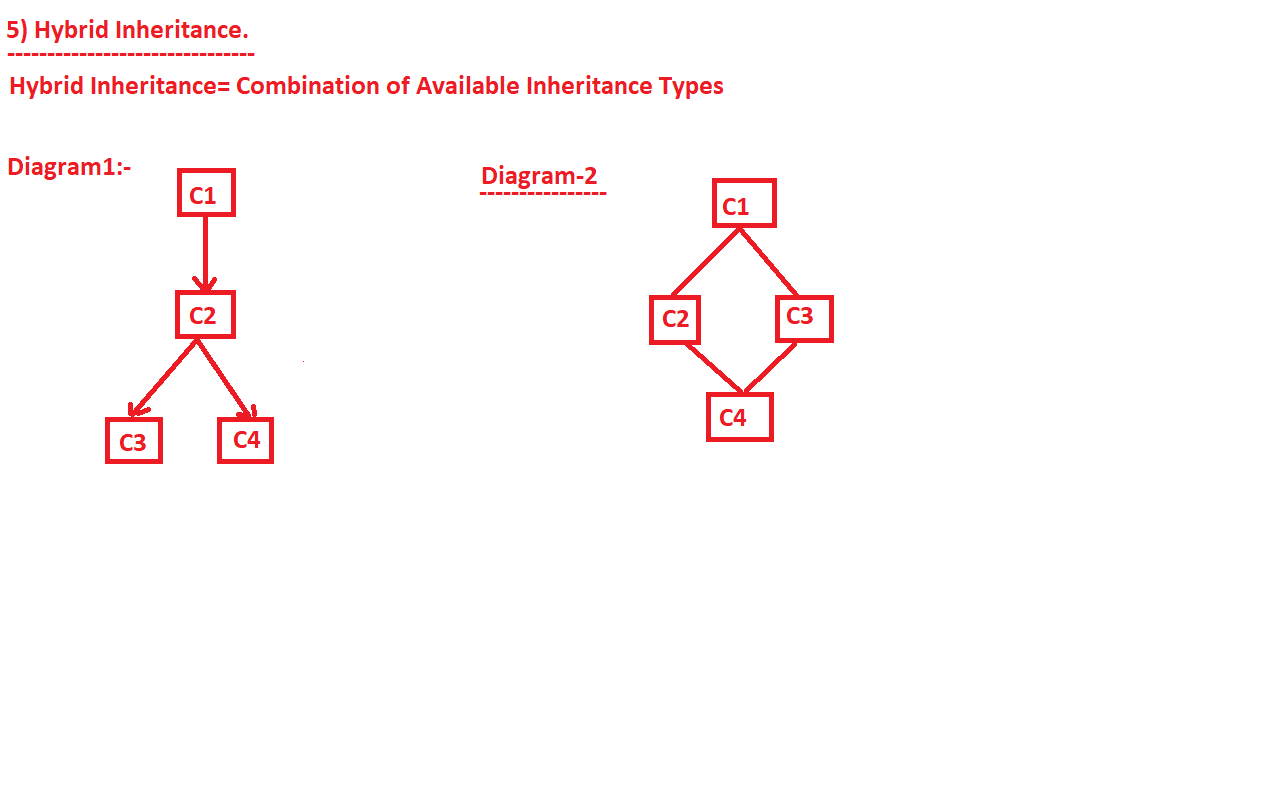 5) Hybrid Inheritance.
-------------------------------
Hybrid Inheritance= Combination of Available Inheritance Types
Diagram1:-
C1
C2
C3
C4
Diagram-2
----------------
C1
C2
C3
C4